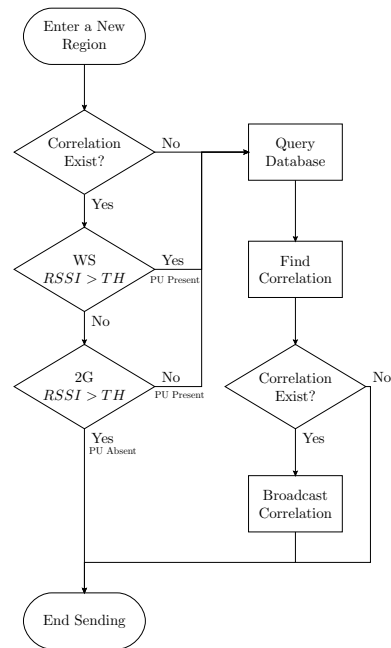 Enter a New
Region
Correlation
Exist?
No
Yes
Query
Database
WS
RSSI > TH
Yes
PU Present
No
Find
Correlation
2G
RSSI > TH
No
PU Present
Yes
PU Absent
Correlation
Exist?
No
Yes
Broadcast
Correlation
End Sending